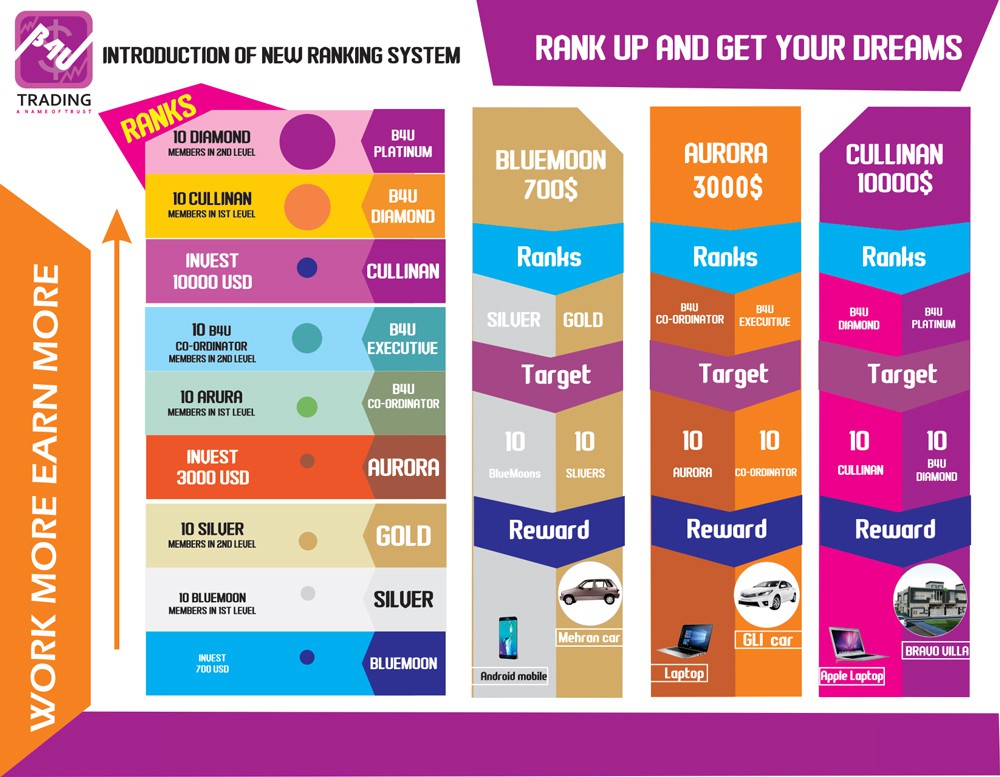 B4U
TRADING
A NAME OF TRUST
INTRODUCTION OF NEW RANKING SYSTEM
RANK UP AND GET YOUR DREAMS
WORK MORE EARN MORE
RANKS
10 DIAMOND
MEMBERS IN 2ND LEVEL
B4U
PLATINUM
10 CULLINAN
MEMBERS IN 1ST LEVEL
B4U
DIAMOND
INVEST
10000 USD
CULLINAN
10 B4U
CO-ORDINATOR
MEMBERS IN 2ND LEVEL
B4U
EXECUTIVE
10 ARURA
MEMBERS IN 1ST LEVEL
B4U
CO-ORDINATOR
INVEST
3000 USD
AURORA
10 SILVER
MEMBERS IN 2ND LEVEL
GOLD
10 BLUEMOON
MEMBERS IN 1ST LEVEL
SILVER
INVEST
700 USD
BLUEMOON
BLUEMOON
700$
Ranks
SILVER
GOLD
Target
10
BlueMoons
10
SLIVERS
Reward
Android mobile
Mehran car
AURORA
3000$
Ranks
B4U
CO-ORDINATOR
B4U
EXECUITIVE
Target
10
AURORA
10
CO-ORDINATOR
Reward
Laptop
GLI car
CULLINAN
10000$
Ranks
B4U
DIAMOND
B4U
PLATINUM
Target
10
CULLINAN
10
B4U
DIAMOND
Reward
Apple Laptop
BRAVO VILLA